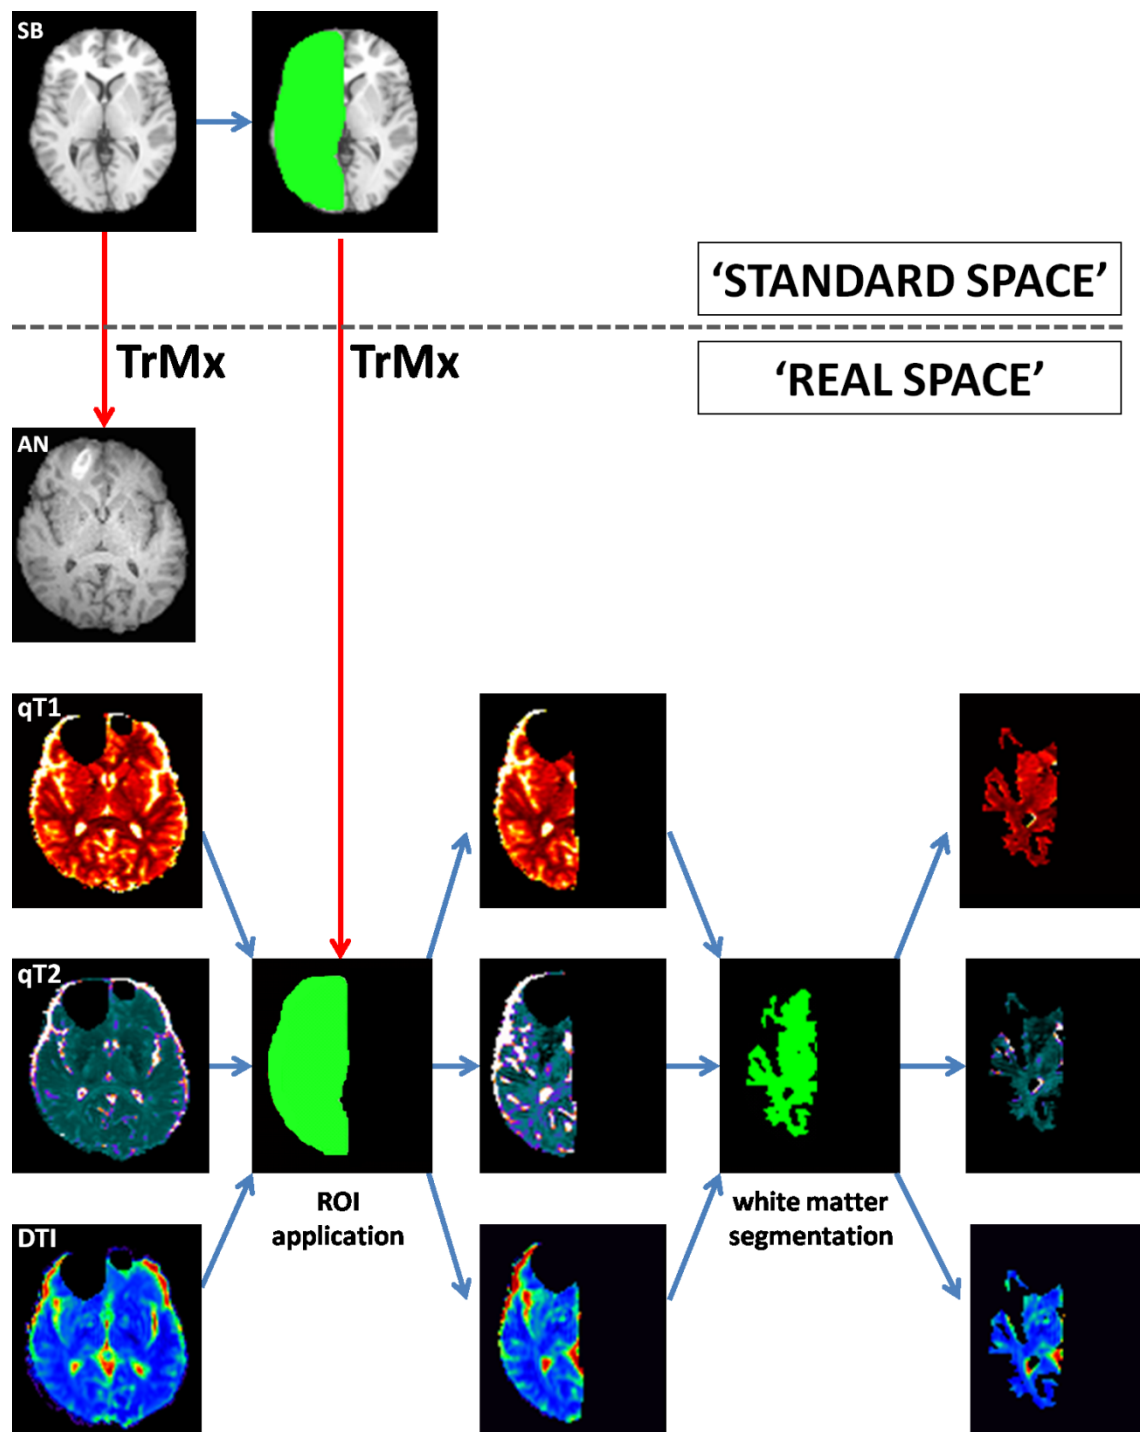 SB
‘STANDARD SPACE’
TrMx
TrMx
‘REAL SPACE’
AN
qT1
qT2
ROI
application
white matter
segmentation
DTI